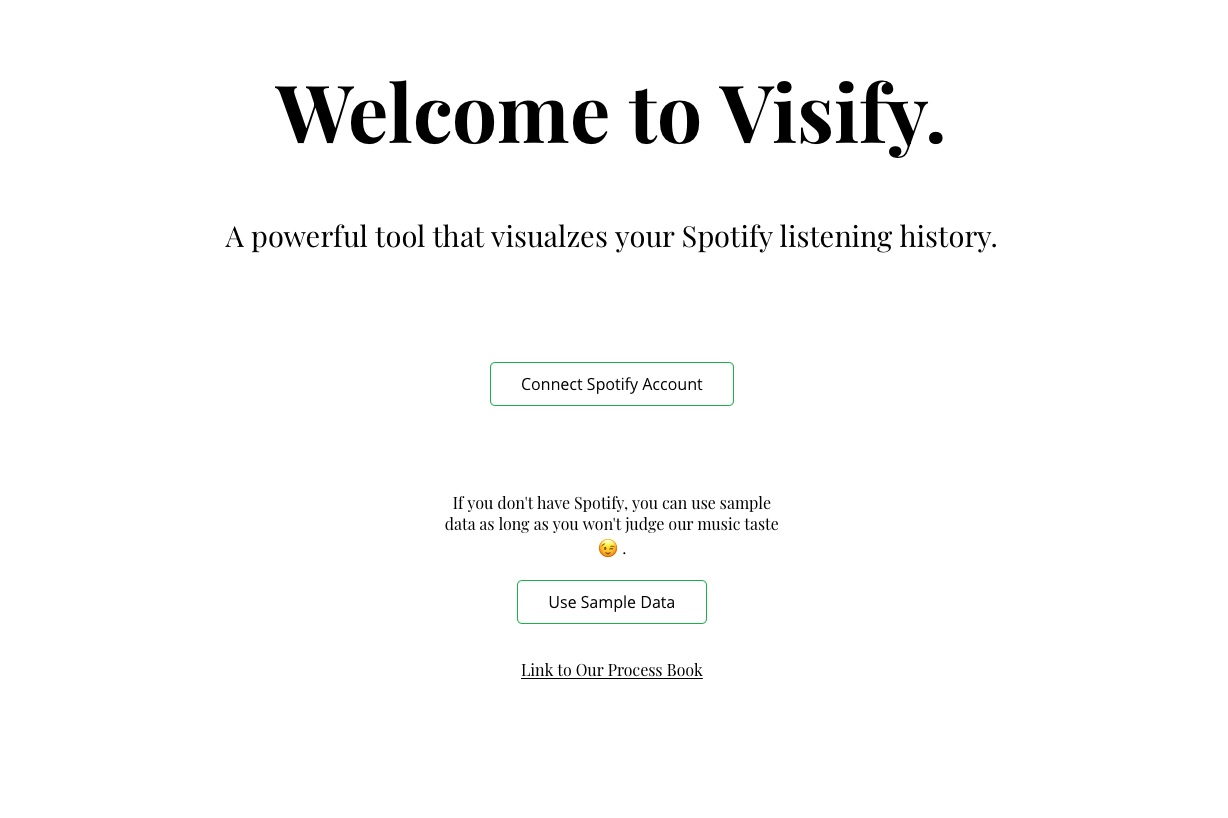 Welcome to Visify.
A powerful tool that visualzes your Spotify listening history.
Connect Spotify Account
If you don't have Spotify, you can use sample
data as long as you won't judge our music taste
😉 .
Use Sample Data
Link to Our Process Book